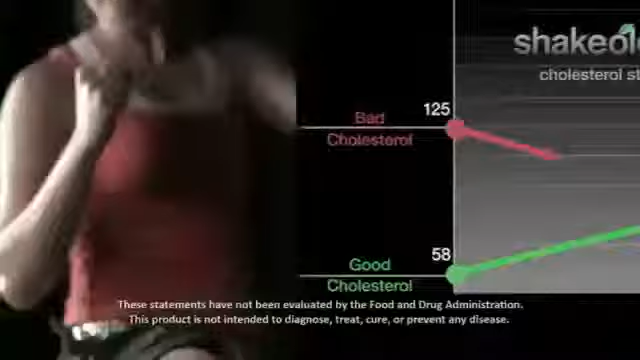 shakeolo
cholesterol st
125
Bad
Cholesterol
58
Good
Cholesterol
These statements have not been evaluated by the Food and Drug Administration.
This product is not intended to diagnose, treat, cure, or prevent any disease.